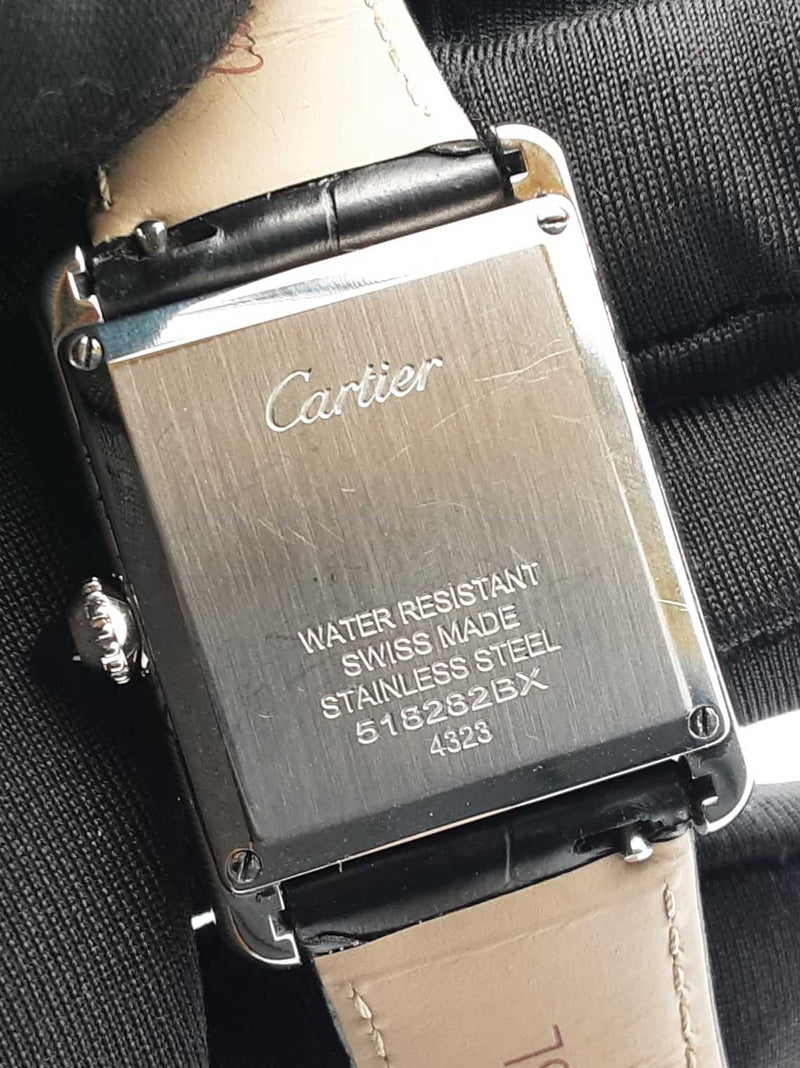 Cartier
WATER RESISTANT
SWISS MADE
STAINLESS STEEL
518282BX
4323